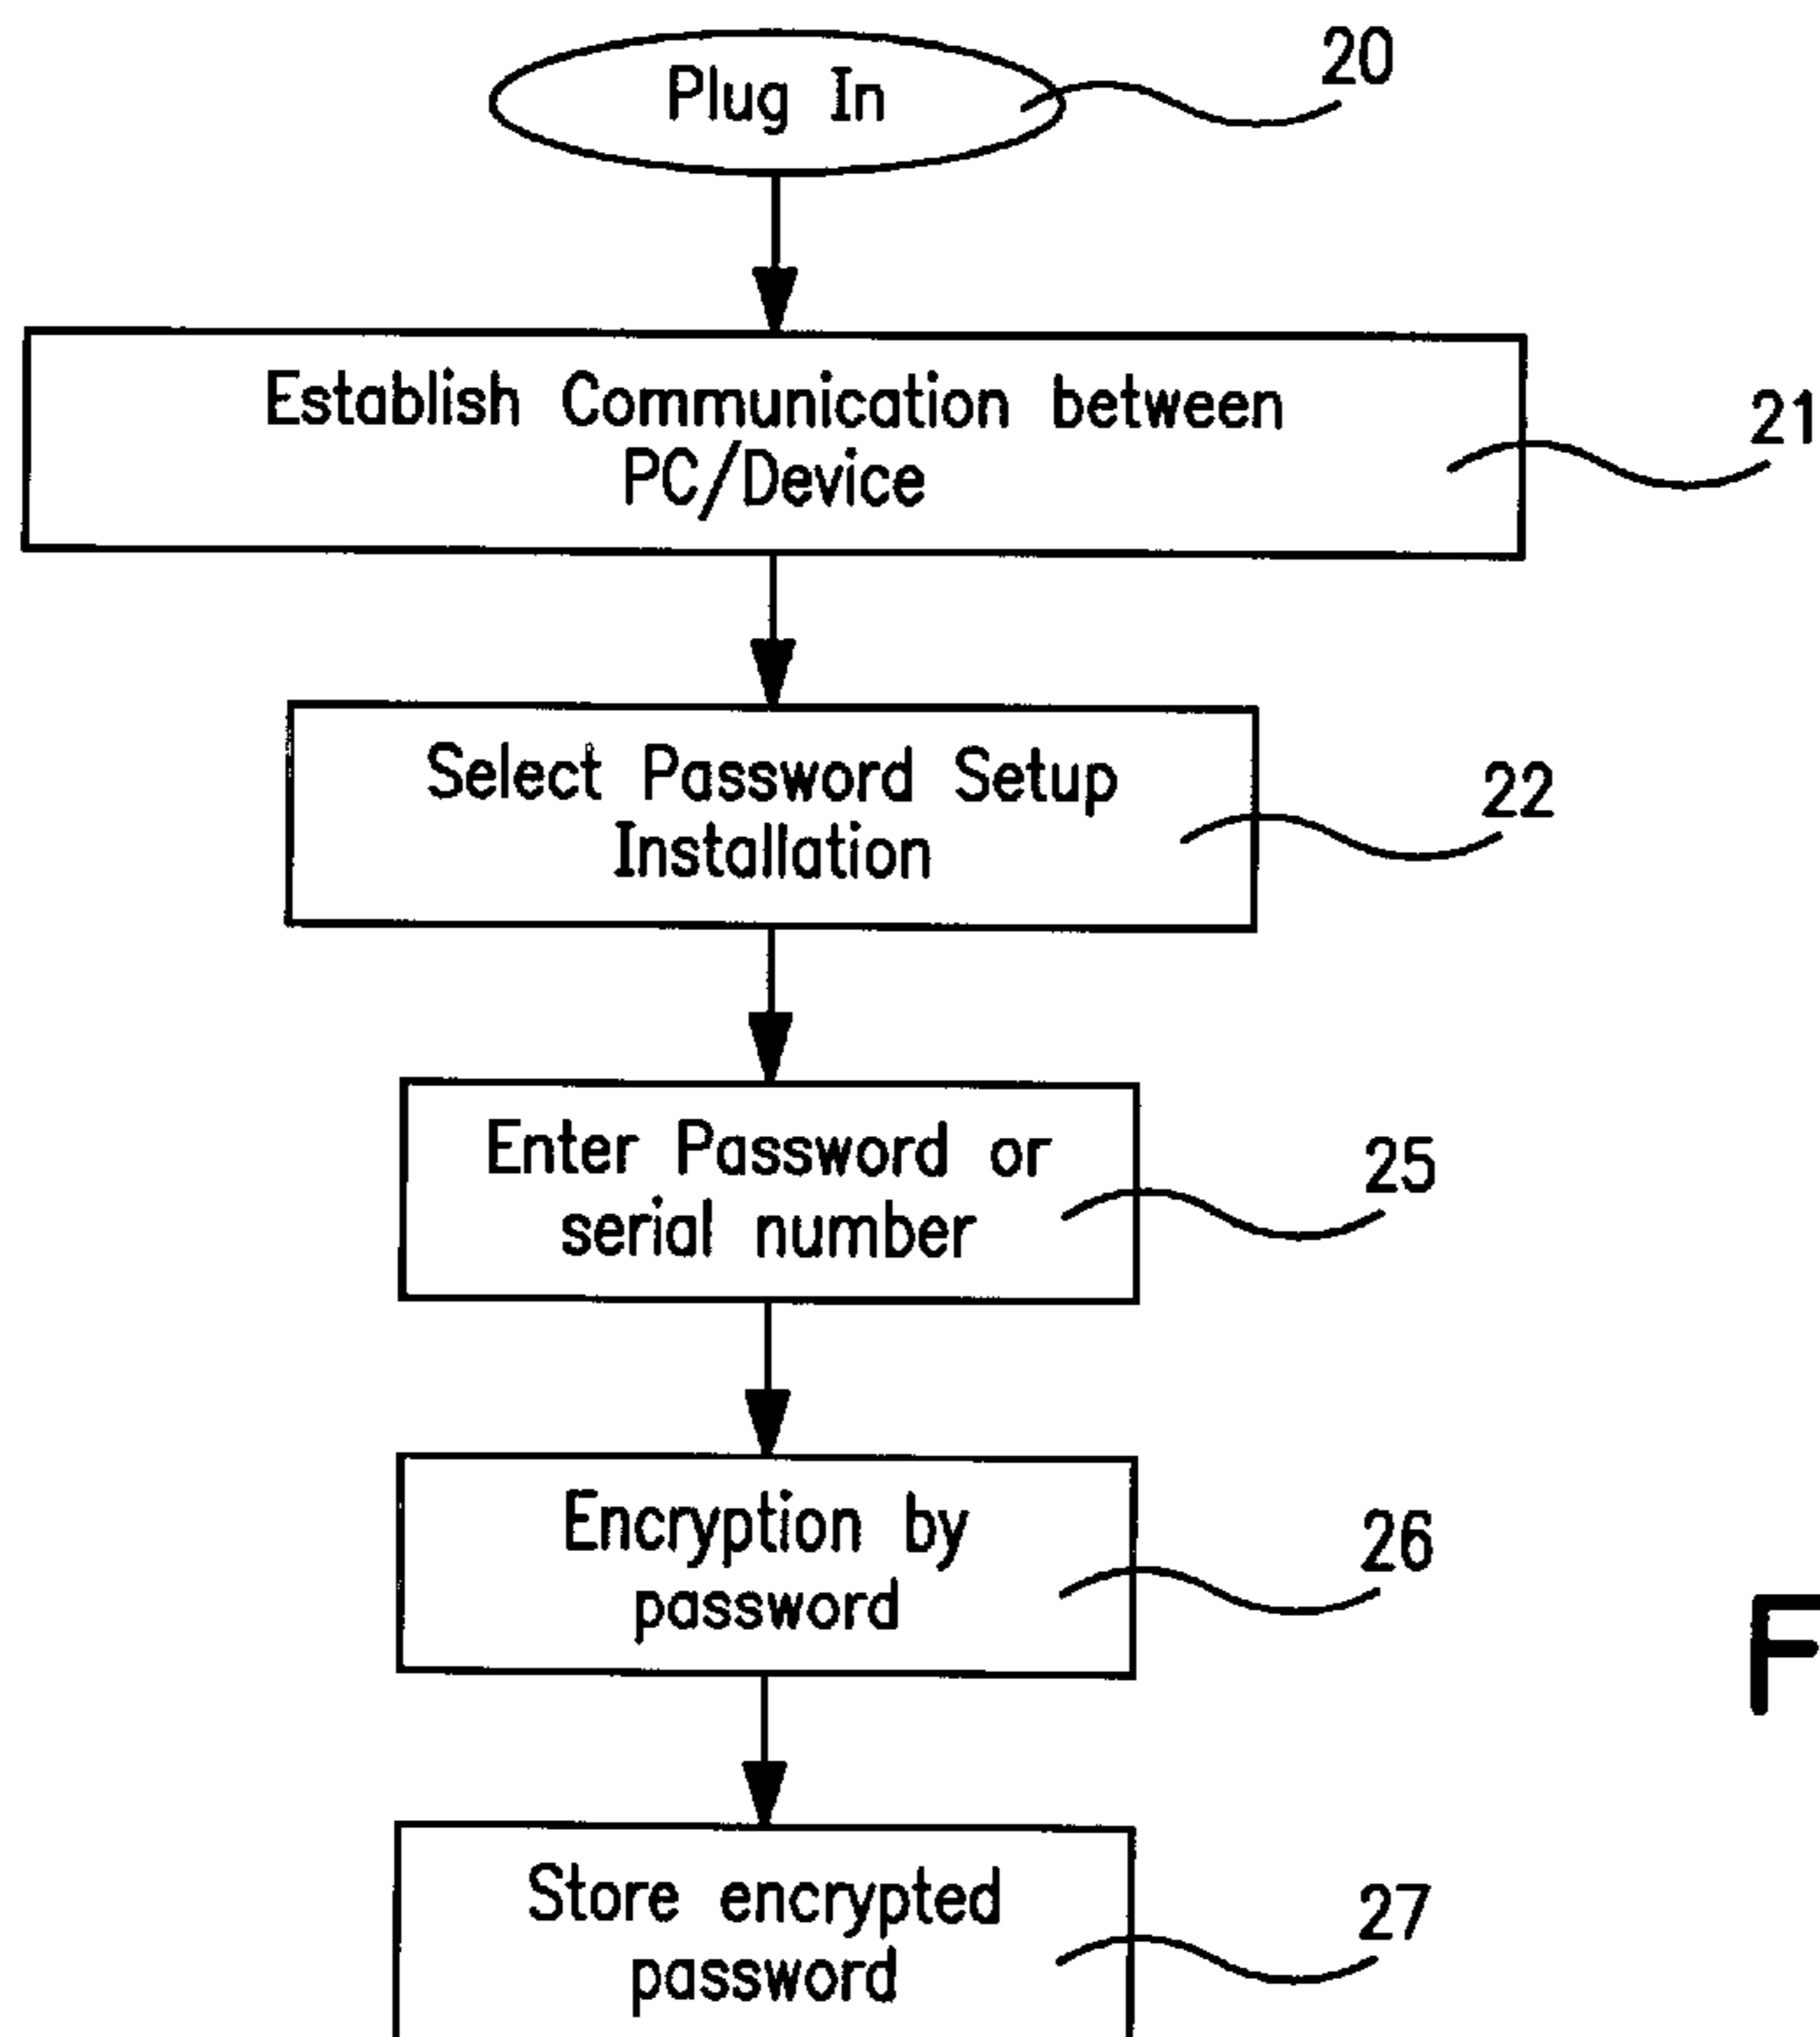 Plug In
20
Establish Communication between
PC/Device
21
Select Password Setup
Installation
22
Enter Password or
serial number
25
Encryption by
password
26
F
Store encrypted
password
27